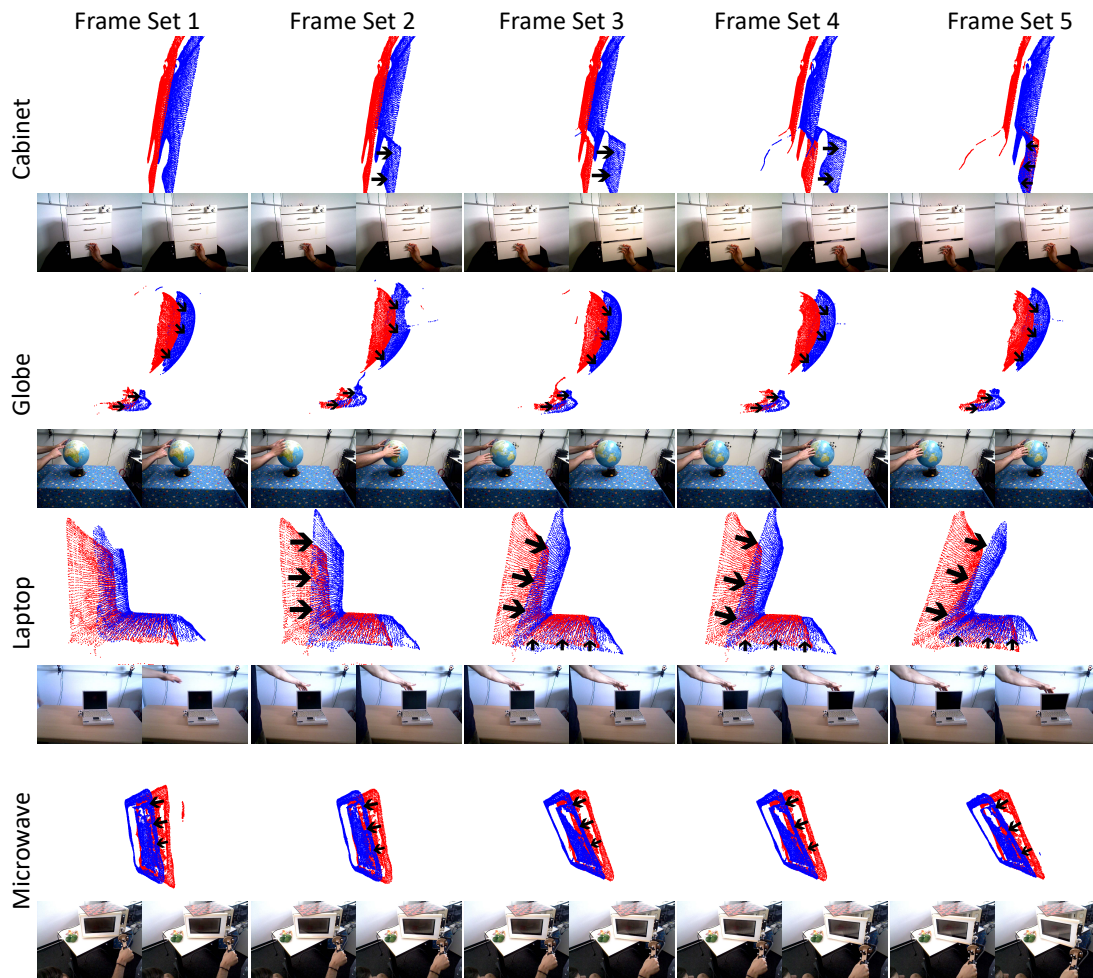 Frame Set 1 Frame Set 2 Frame Set 3 Frame Set 4 Frame Set 5
Cabinet
Globe
Laptop
Microwave